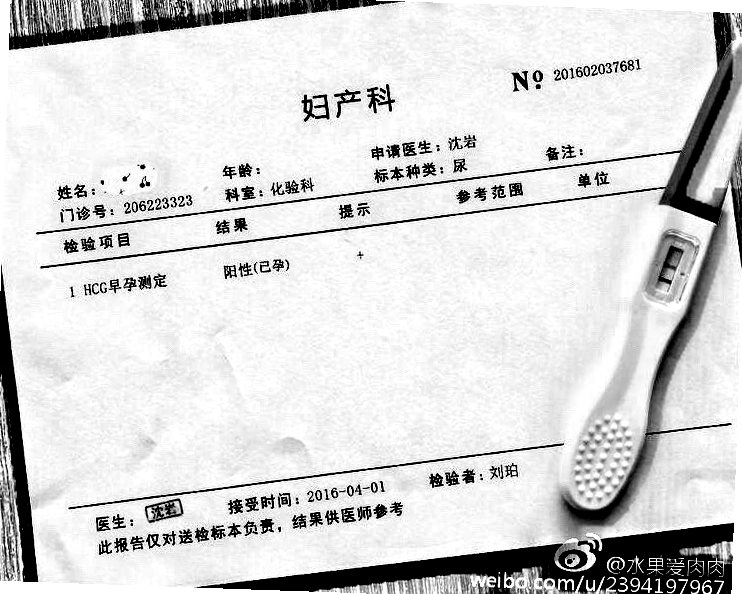 妇产科
Nº 201602037681
姓名: 年龄: 申请医生: 沈岩 备注:
门诊号: 206223323 科室: 化验科 标本种类: 尿
检验项目 结果 提示 参考范围 单位
1 HCG早孕测定 阳性(已孕) +
医生: 沈岩 接受时间: 2016-04-01 检验者: 刘珀
此报告仅对送检标本负责，结果供医师参考
@水果爱肉肉
weibo.com/u/2394197967